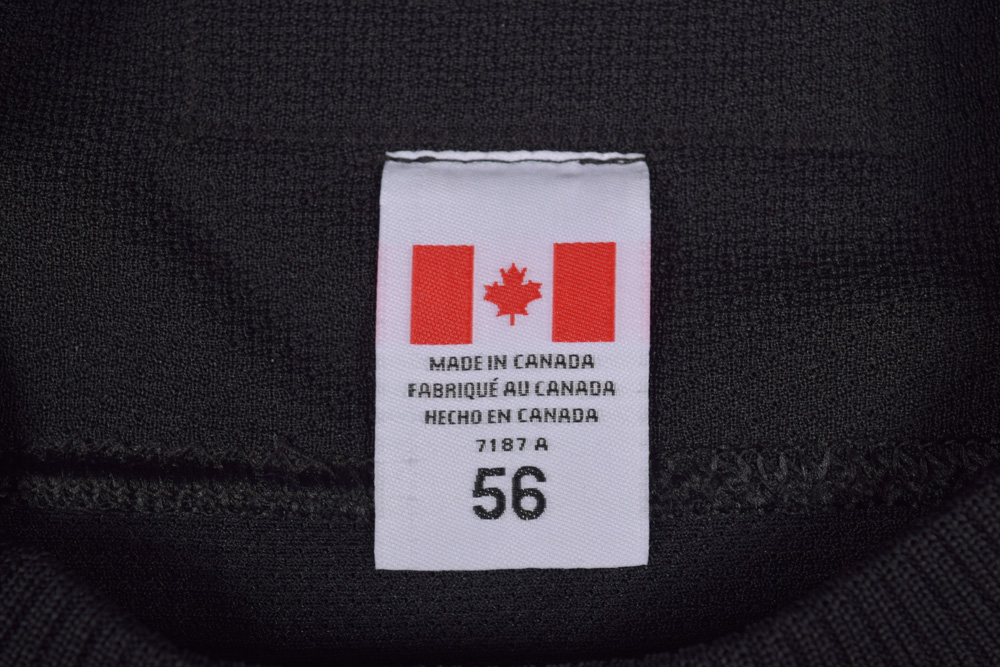 MADE IN CANADA
FABRIQUÉ AU CANADA
HECHO EN CANADA
7187 A
56